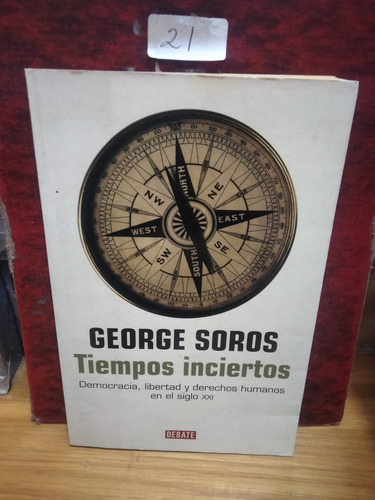 21
NORTH
NW
NE
WEST
EAST
SW
SE
SOUTH
GEORGE SOROS
Tiempos inciertos
Democracia, libertad y derechos humanos
en el siglo XXI
DEBATE